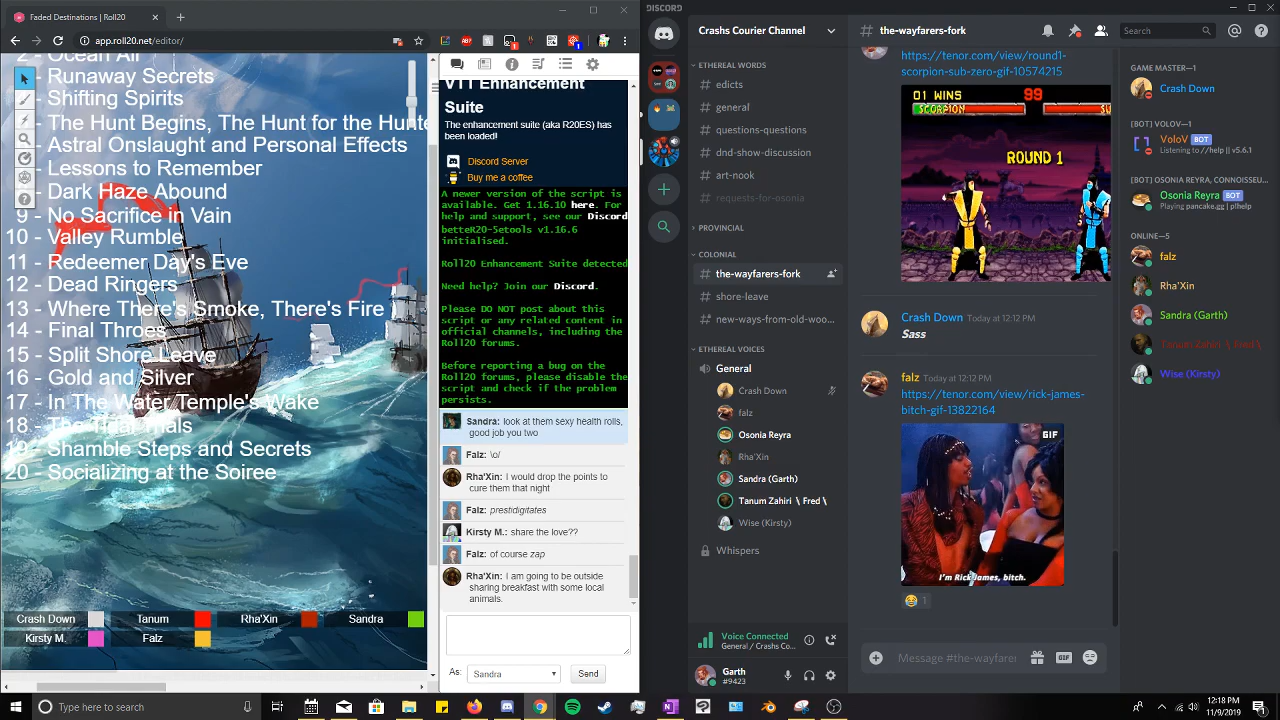 Faded Destinations | Roll20
app.roll20.net/editor/
2 - Ocean Air
Runaway Secrets
Shifting Spirits
- The Hunt Begins, The Hunt for the Hunte
Astral Onslaught and Personal Effects
- Lessons to Remember
- Dark Haze Abound
9 - No Sacrifice in Vain
10 - Valley Rumble
11 - Redeemer Day's Eve
12 - Dead Ringers
13 - Where There's Smoke, There's Fire
14 - Final Throes
15 - Split Shore Leave
16 - Gold and Silver
17 - In The Water Temple's Wake
18 - The Tidal Trials
19 - Shamble Steps and Secrets
20 - Socializing at the Soiree
Crash Down
Tanum
Rha'Xin
Sandra
Kirsty M.
Falz
VTT Enhancement
Suite
The enhancement suite (aka R20ES) has
been loaded!
Discord Server
Buy me a coffee
A newer version of the script is
available. Get 1.16.10 here. For
help and support, see our Discord
betteR20-5etools v1.16.6
initialised.
Roll20 Enhancement Suite detected
Need help? Join our Discord.
Please DO NOT post about this
script or any related content in
official channels, including the
Roll20 forums.
Before reporting a bug on the
Roll20 forums, please disable the
script and check if the problem
persists.
Sandra: look at them sexy health rolls,
good job you two
Falz: \o/
Rha'Xin: I would drop the points to
cure them that night
Falz: prestidigitates
Kirsty M.: share the love??
Falz: of course zap
Rha'Xin: I am going to be outside
sharing breakfast with some local
animals.
As:
Sandra
Send
DISCORD
Crashs Courier Channel
ETHEREAL WORDS
# edicts
# general
# questions-questions
# dnd-show-discussion
# art-nook
# requests-for-osonia
PROVINCIAL
COLONIAL
# the-wayfarers-fork
# shore-leave
# new-ways-from-old-woo...
ETHEREAL VOICES
General
Crash Down
falz
Osonia Reyra
Rha'Xin
Sandra (Garth)
Tanum Zahiri \ Fred \
Wise (Kirsty)
Whispers
Voice Connected
General / Crashs Co...
Garth
#9423
# the-wayfarers-fork
Search
https://tenor.com/view/round1-
scorpion-sub-zero-gif-10574215
01 WINS
99
SCORPION
SU
ROUND 1
Crash Down Today at 12:12 PM
Sass
falz Today at 12:12 PM
https://tenor.com/view/rick-james-
bitch-gif-13822164
GIF
I'm Rick James, bitch.
1
Message #the-wayfarer
GIF
GAME MASTER—1
Crash Down
[BOT] VOLOV—1
VoloV BOT
Listening to //help || v5.6.1
[BOT] OSONIA REYRA, CONNOISSEU...
Osonia Reyra BOT
Playing pancake.gg | p!help
ONLINE—5
falz
Rha'Xin
Sandra (Garth)
Tanum Zahiri \ Fred \
Wise (Kirsty)
Type here to search
12:18 PM
11/9/2019